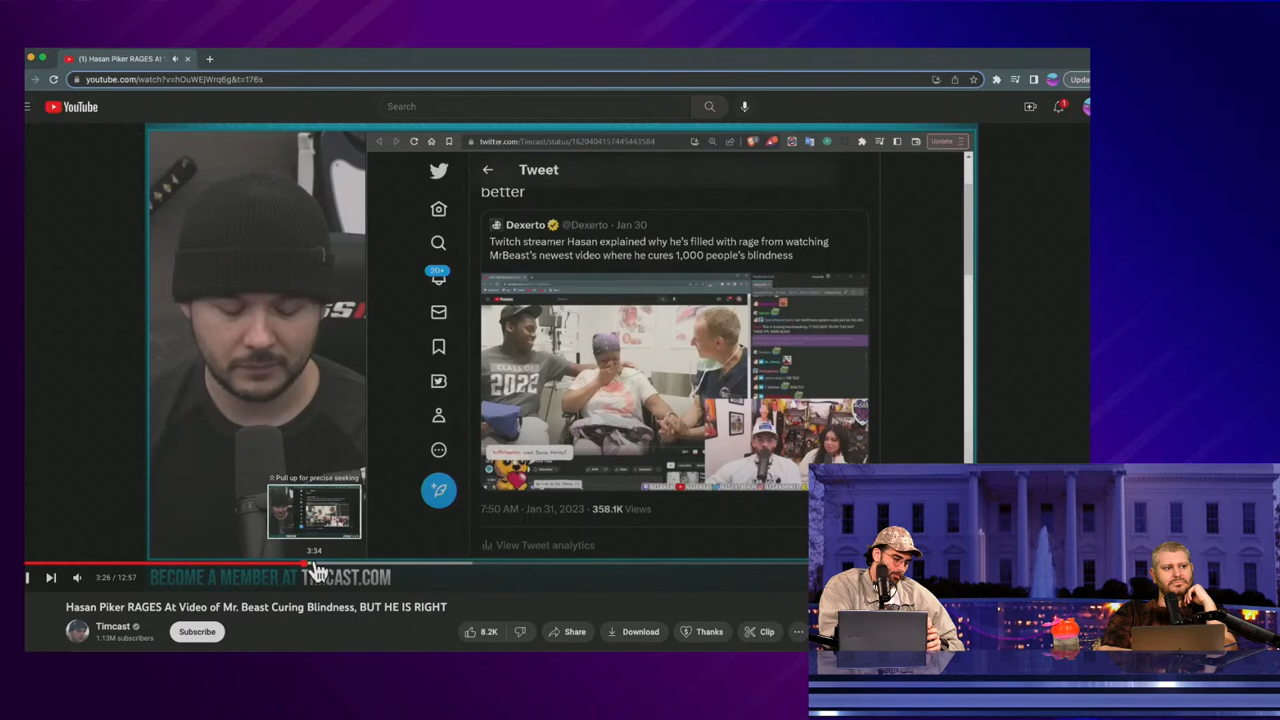 (1) Hasan Piker RAGES At
youtube.com/watch?v=hOuWEjWrq6g&t=176s
Upda
YouTube
Search
1
twitter.com/Timcast/status/1620404157445443584
Update
Tweet
better
Dexerto @Dexerto · Jan 30
Twitch streamer Hasan explained why he's filled with rage from watching
MrBeast's newest video where he cures 1,000 people's blindness
20+
CLASS OF
2022
Pull up for precise seeking
3:34
7:50 AM · Jan 31, 2023 · 358.1K Views
View Tweet analytics
3:26 / 12:57
BECOME A MEMBER AT TIMCAST.COM
Hasan Piker RAGES At Video of Mr. Beast Curing Blindness, BUT HE IS RIGHT
Timcast
1.13M subscribers
Subscribe
8.2K
Share
Download
Thanks
Clip